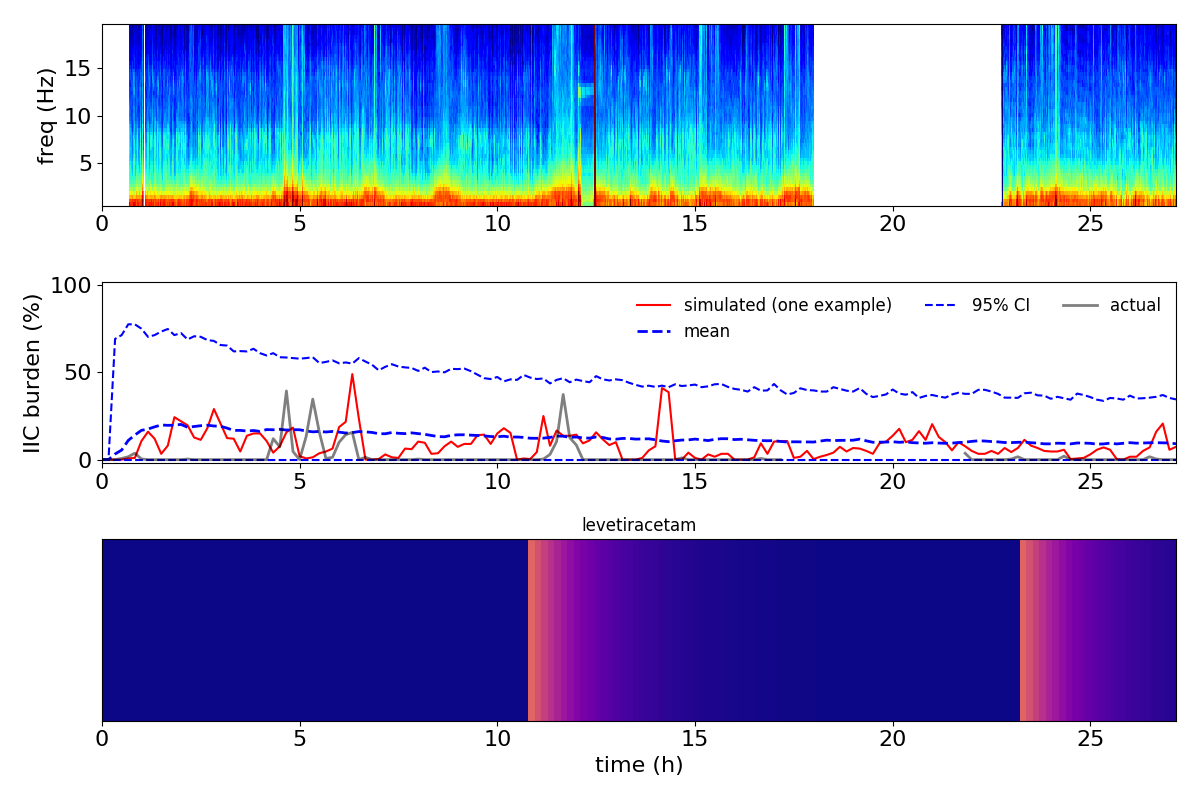 freq (Hz)
15
10
5
0 5 10 15 20 25
IIC burden (%)
100
50
0
simulated (one example) 95% CI actual
mean
0 5 10 15 20 25
levetiracetam
0 5 10 15 20 25
time (h)